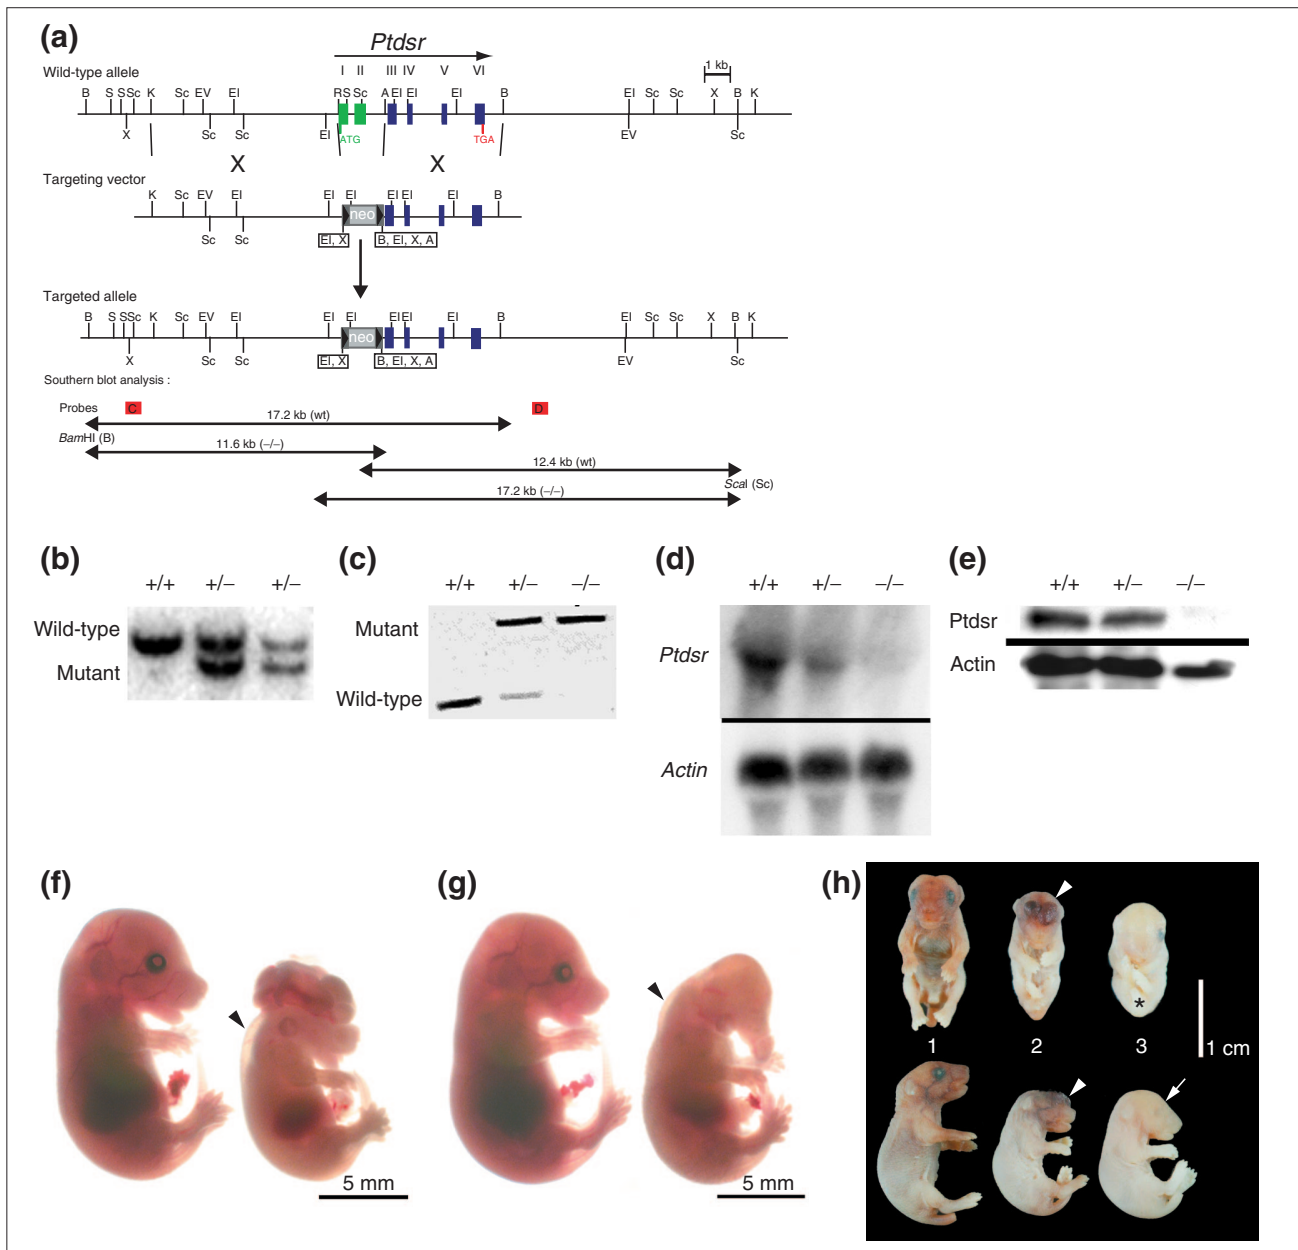 (a)
Ptdsr
Wild-type allele
I II III IV V VI
1 kb
B S S Sc K Sc EV EI R S Sc A EI EI EI B EI Sc Sc X B K
X Sc Sc EI ATG TGA EV Sc
X X
Targeting vector
K Sc EV EI EI EI EI EI EI B
neo
Sc Sc EI, X B, EI, X, A
Targeted allele
B S S Sc K Sc EV EI EI EI EI EI EI B EI Sc Sc X B K
neo
X Sc Sc EI, X B, EI, X, A EV Sc
Southern blot analysis :
Probes C D
17.2 kb (wt)
BamHI (B)
11.6 kb (–/–)
12.4 kb (wt)
ScaI (Sc)
17.2 kb (–/–)
(b)
+/+ +/– +/–
Wild-type
Mutant
(c)
+/+ +/– –/–
Mutant
Wild-type
(d)
+/+ +/– –/–
Ptdsr
Actin
(e)
+/+ +/– –/–
Ptdsr
Actin
(f)
5 mm
(g)
5 mm
(h)
*
1 2 3
1 cm